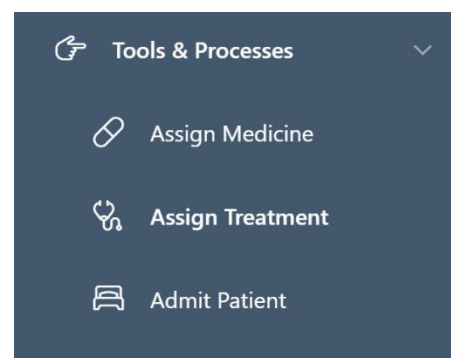 Tools & Processes
Assign Medicine
Assign Treatment
Admit Patient